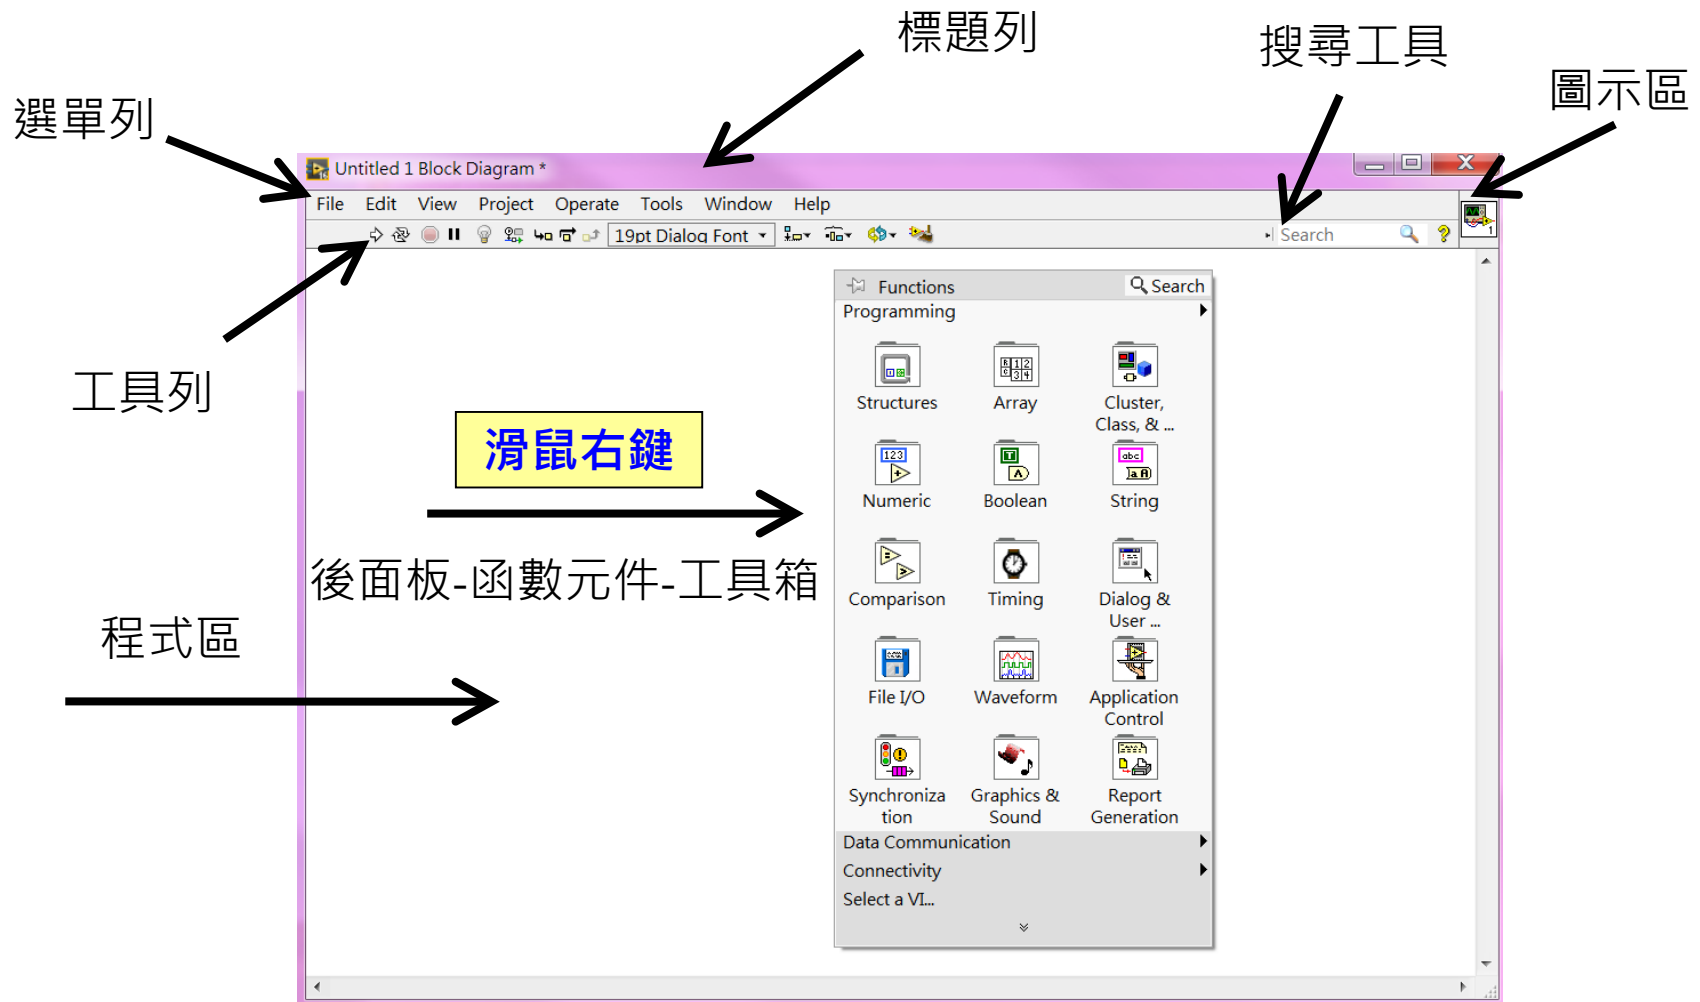 標題列
搜尋工具
圖示區
選單列
Untitled 1 Block Diagram *
File Edit View Project Operate Tools Window Help
19pt Dialog Font
Search
1
Functions
Search
Programming
工具列
Structures
Array
Cluster,
Class, & ...
滑鼠右鍵
Numeric
Boolean
String
後面板-函數元件-工具箱
Comparison
Timing
Dialog &
User ...
程式區
File I/O
Waveform
Application
Control
Synchroniza
tion
Graphics &
Sound
Report
Generation
Data Communication
Connectivity
Select a VI...